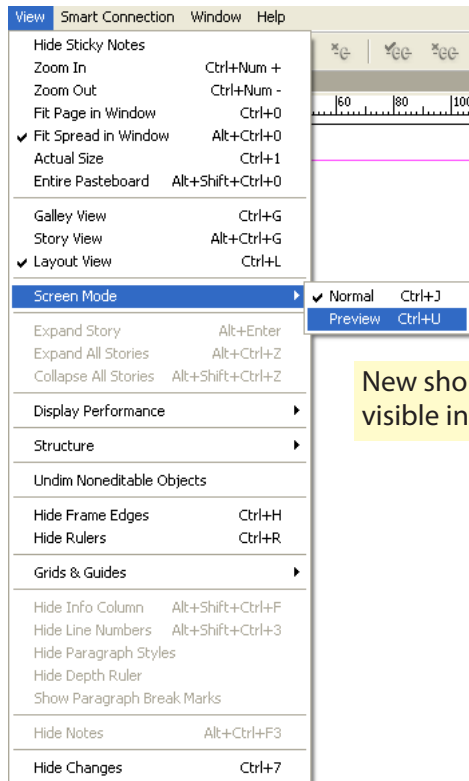 View Smart Connection Window Help
Hide Sticky Notes
Zoom In Ctrl+Num +
Zoom Out Ctrl+Num -
Fit Page in Window Ctrl+0
Fit Spread in Window Alt+Ctrl+0
Actual Size Ctrl+1
Entire Pasteboard Alt+Shift+Ctrl+0
60 80 100
Galley View Ctrl+G
Story View Alt+Ctrl+G
Layout View Ctrl+L
Screen Mode
Normal Ctrl+J
Preview Ctrl+U
Expand Story Alt+Enter
Expand All Stories Alt+Ctrl+Z
Collapse All Stories Alt+Shift+Ctrl+Z
New sho
visible in
Display Performance
Structure
Undim Noneditable Objects
Hide Frame Edges Ctrl+H
Hide Rulers Ctrl+R
Grids & Guides
Hide Info Column Alt+Shift+Ctrl+F
Hide Line Numbers Alt+Shift+Ctrl+3
Hide Paragraph Styles
Hide Depth Ruler
Show Paragraph Break Marks
Hide Notes Alt+Ctrl+F3
Hide Changes Ctrl+7